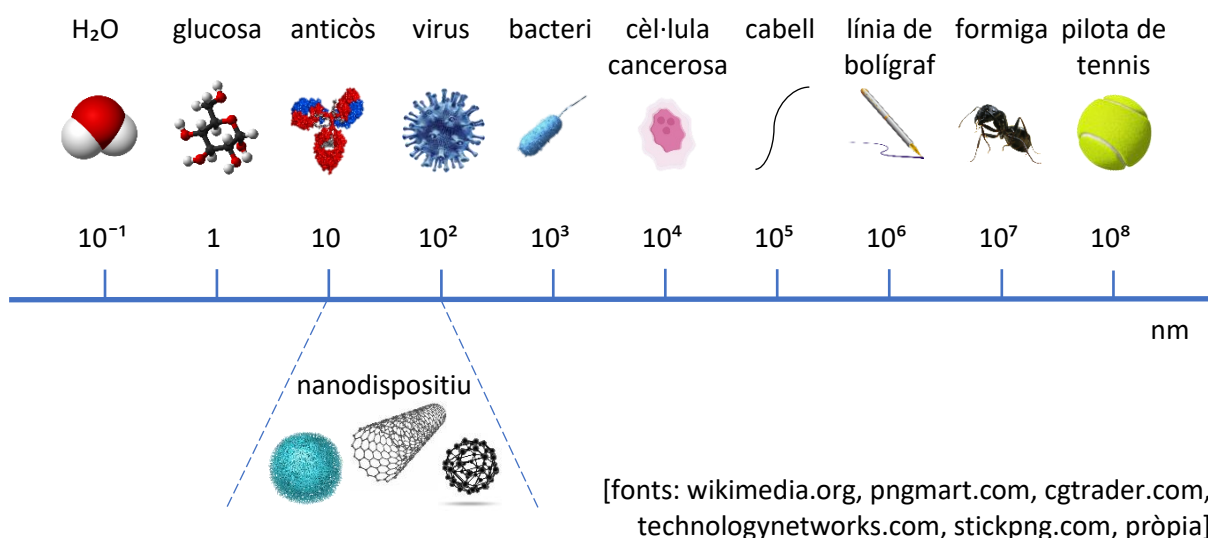 H₂O glucosa anticòs virus bacteri cèl·lula cabell línia de formiga pilota de
cancerosa bolígraf tennis
10⁻¹ 1 10 10² 10³ 10⁴ 10⁵ 10⁶ 10⁷ 10⁸
nm
nanodispositiu
[fonts: wikimedia.org, pngmart.com, cgtrader.com,
technologynetworks.com, stickpng.com, pròpia]